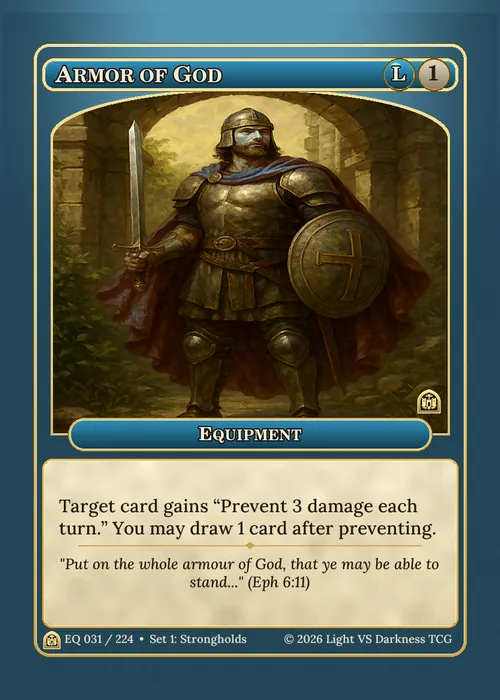 Armor of God
L 1
Equipment
Target card gains “Prevent 3 damage each
turn.” You may draw 1 card after preventing.
"Put on the whole armour of God, that ye may be able to
stand..." (Eph 6:11)
EQ 031 / 224 • Set 1: Strongholds © 2026 Light VS Darkness TCG